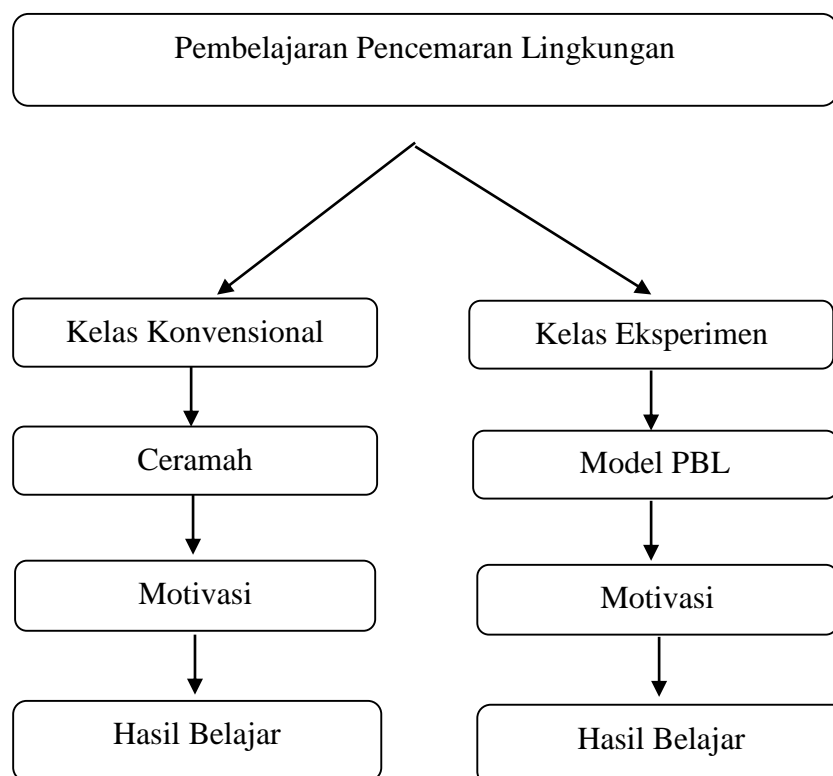 Pembelajaran Pencemaran Lingkungan
Kelas Konvensional
Kelas Eksperimen
Ceramah
Model PBL
Motivasi
Motivasi
Hasil Belajar
Hasil Belajar